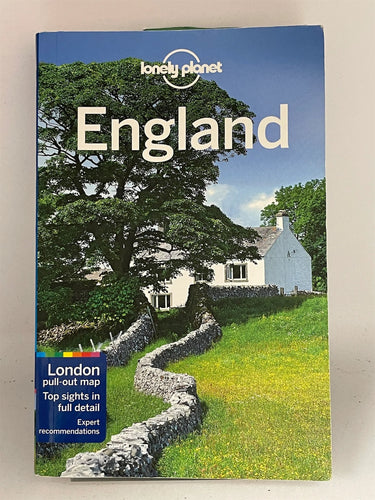 lonely planet
England
London
pull-out map
Top sights in
full detail
Expert
recommendations